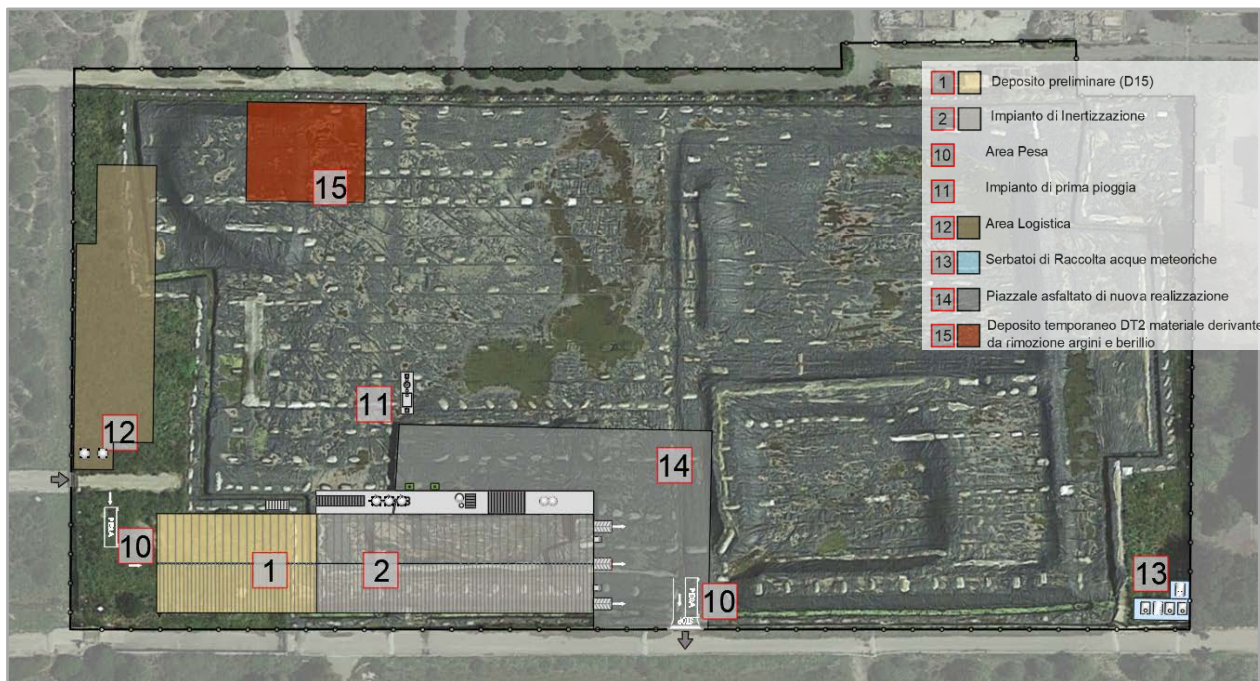 1 Deposito preliminare (D15)
2 Impianto di Inertizzazione
10 Area Pesa
11 Impianto di prima pioggia
12 Area Logistica
13 Serbatoi di Raccolta acque meteoriche
14 Piazzale asfaltato di nuova realizzazione
15 Deposito temporaneo DT2 materiale derivante
da rimozione argini e berillio
15
11
12
14
PESA
10
1
2
PESA
STOP
10
13